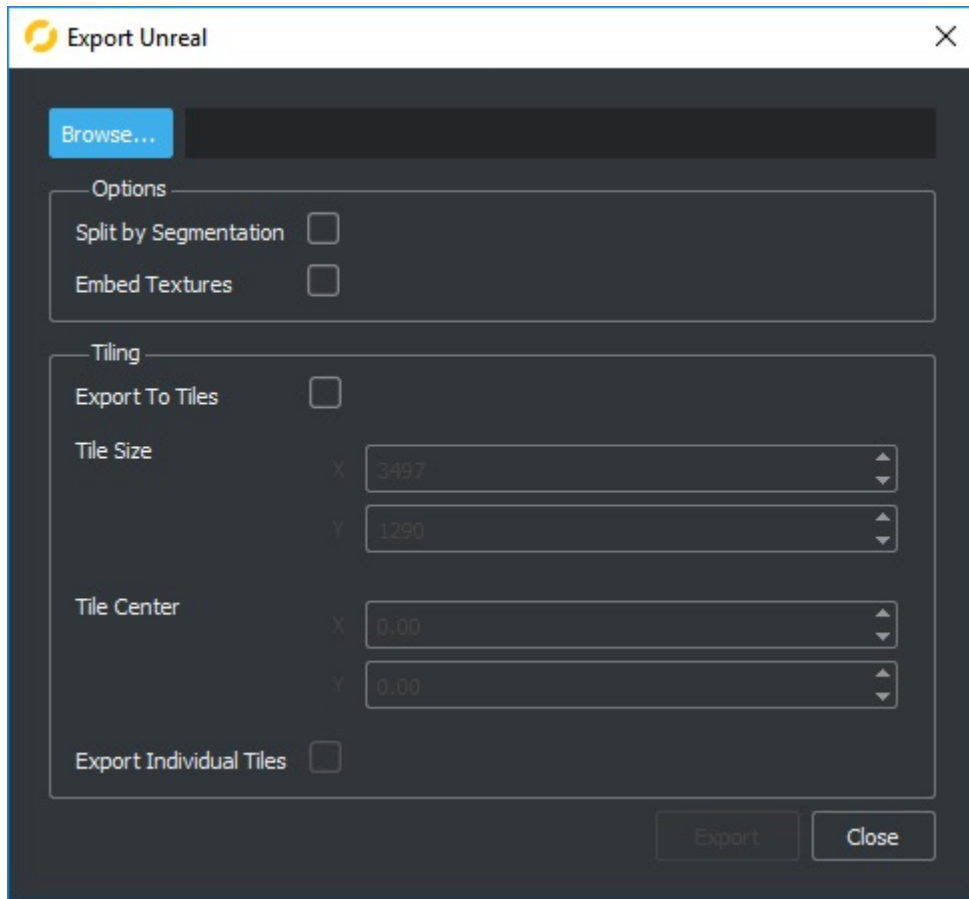 Export Unreal
Browse...
Options
Split by Segmentation
Embed Textures
Tiling
Export To Tiles
Tile Size
X 3497
Y 1290
Tile Center
X 0.00
Y 0.00
Export Individual Tiles
Export Close